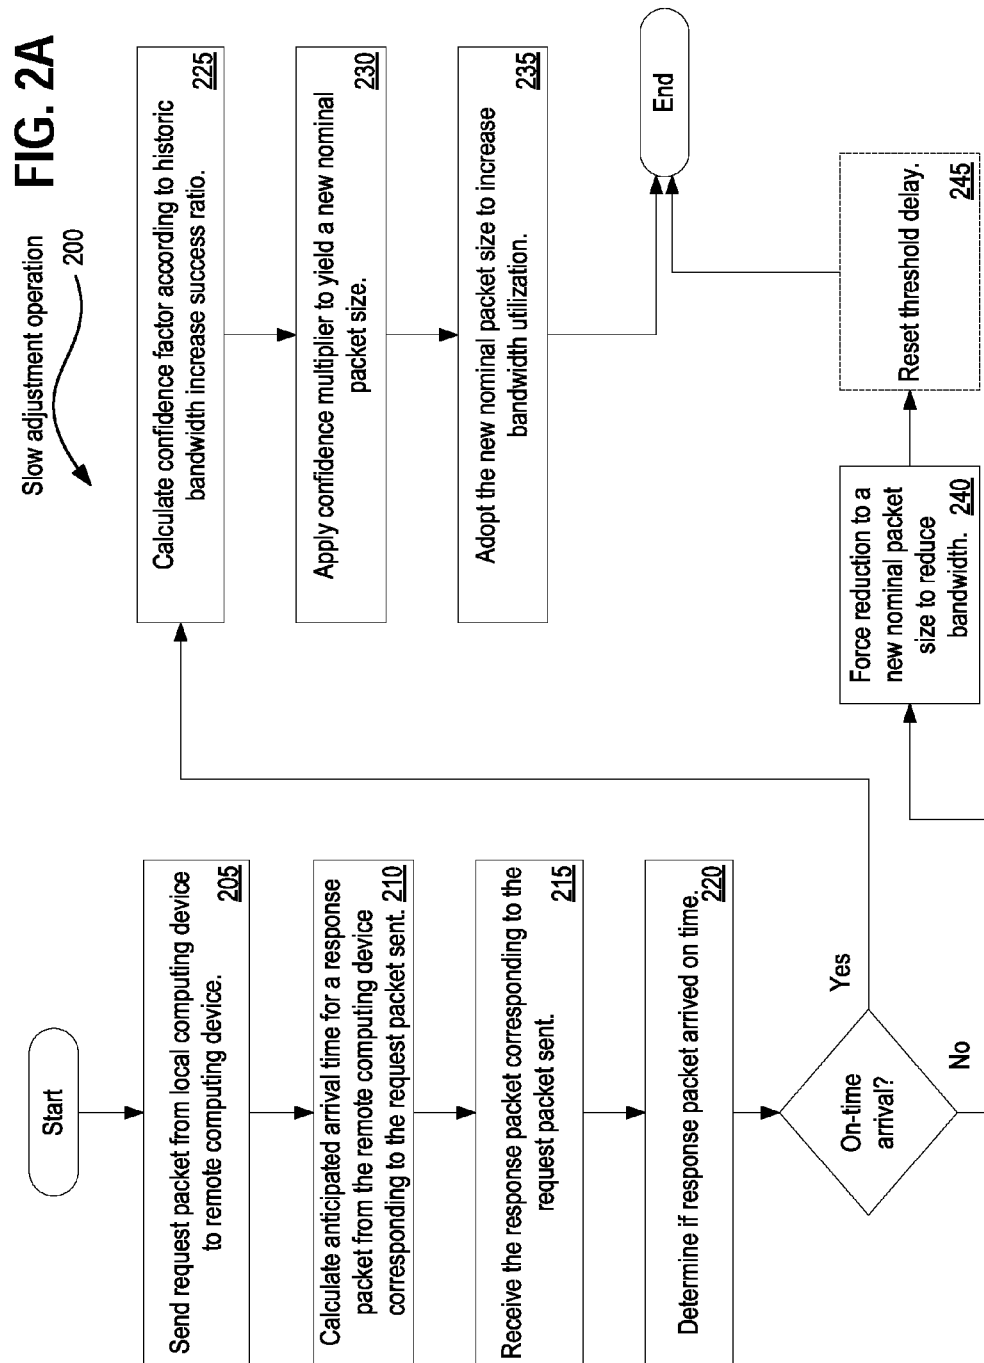 FIG. 2A
Slow adjustment operation
200
Start
Send request packet from local computing device
to remote computing device.
205
Calculate anticipated arrival time for a response
packet from the remote computing device
corresponding to the request packet sent. 210
Receive the response packet corresponding to the
request packet sent.
215
Determine if response packet arrived on time.
220
On-time
arrival?
Yes
No
Calculate confidence factor according to historic
bandwidth increase success ratio.
225
Apply confidence multiplier to yield a new nominal
packet size.
230
Adopt the new nominal packet size to increase
bandwidth utilization.
235
Force reduction to a
new nominal packet
size to reduce
bandwidth. 240
Reset threshold delay.
245
End